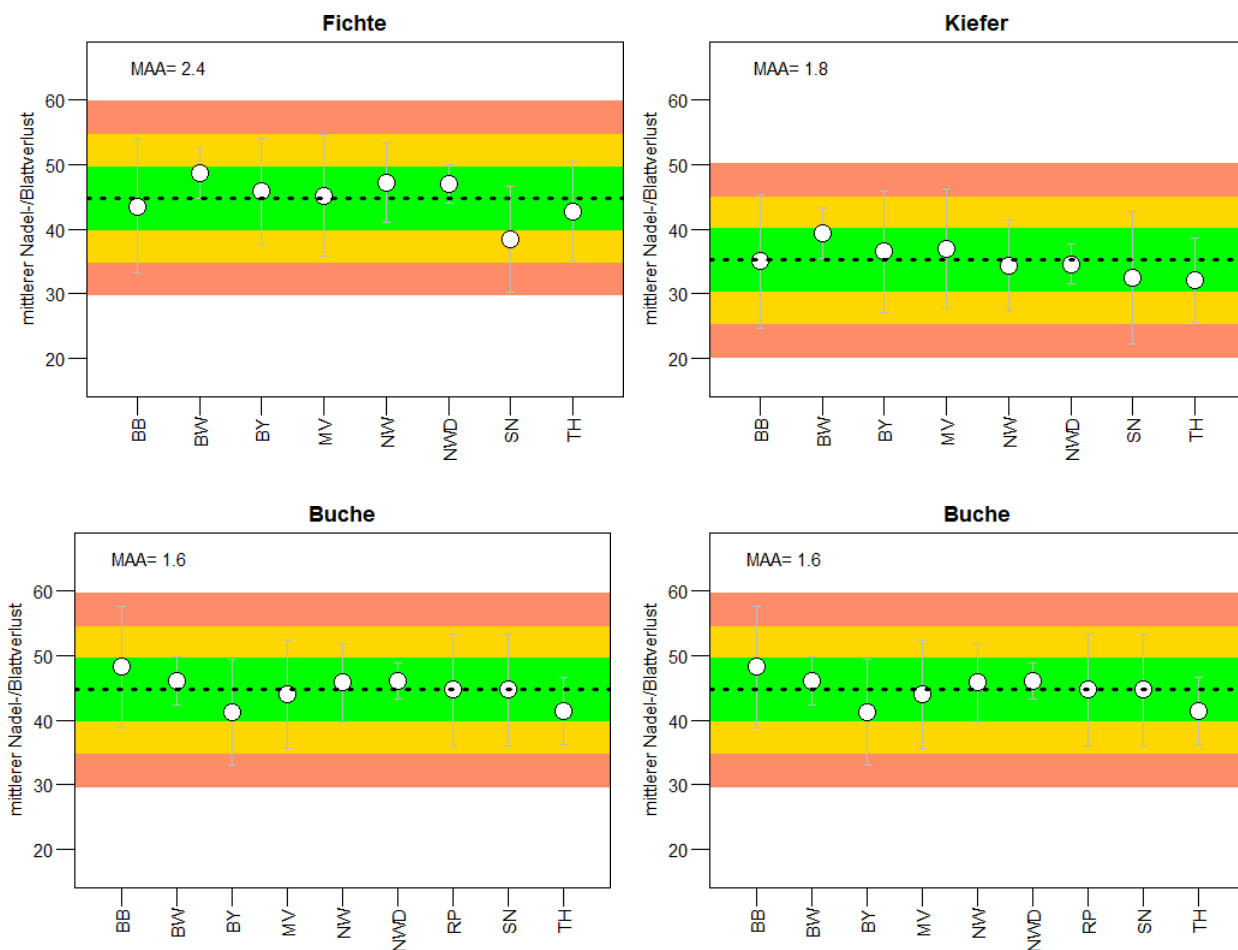 Fichte
MAA= 2.4
mittlerer Nadel-/Blattverlust
60
50
40
30
20
BB
BW
BY
MV
NW
NWD
SN
TH
Kiefer
MAA= 1.8
mittlerer Nadel-/Blattverlust
60
50
40
30
20
BB
BW
BY
MV
NW
NWD
SN
TH
Buche
MAA= 1.6
mittlerer Nadel-/Blattverlust
60
50
40
30
20
BB
BW
BY
MV
NW
NWD
RP
SN
TH
Buche
MAA= 1.6
mittlerer Nadel-/Blattverlust
60
50
40
30
20
BB
BW
BY
MV
NW
NWD
RP
SN
TH